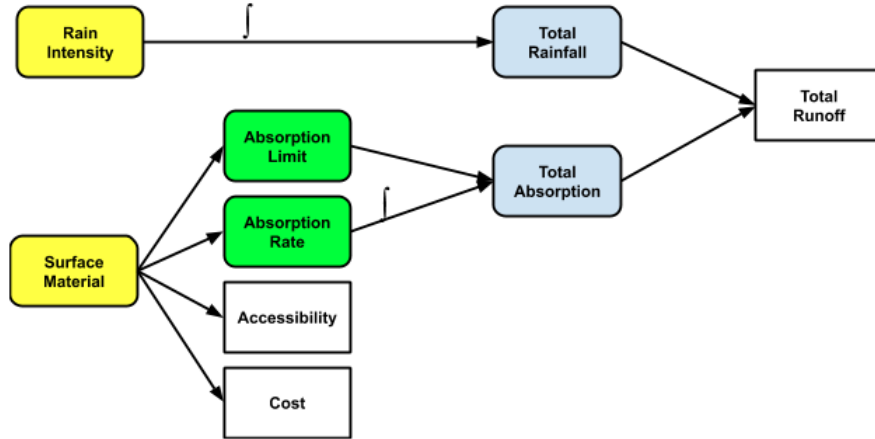 Rain
Intensity
∫
Total
Rainfall
Total
Runoff
Absorption
Limit
Total
Absorption
∫
Absorption
Rate
Surface
Material
Accessibility
Cost